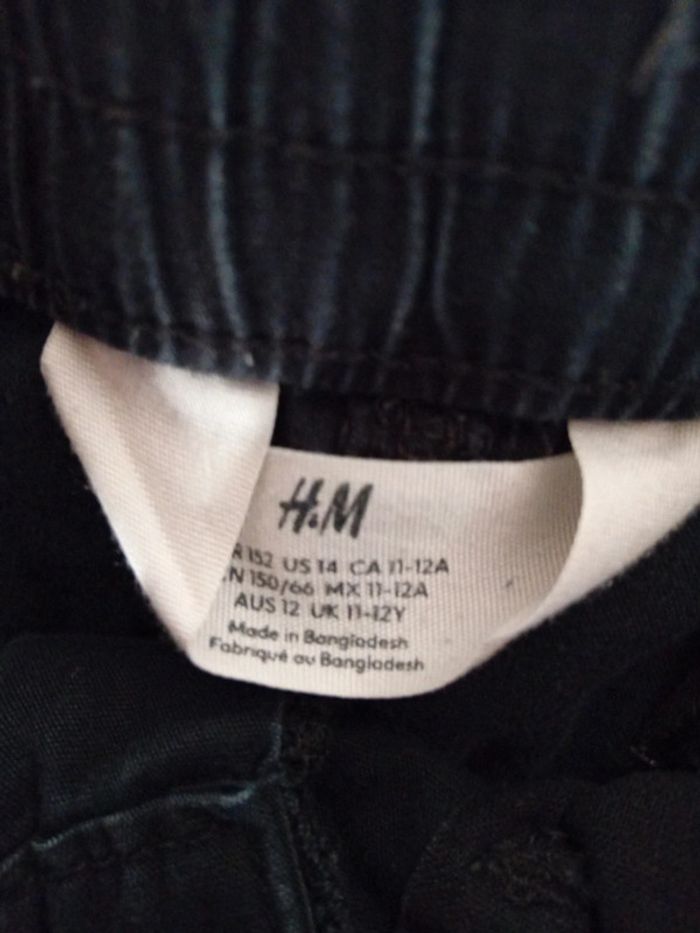 H&M
152 US 14 CA 11-12A
150/66 MX 11-12A
AUS 12 UK 11-12Y
Made in Bangladesh
Fabriqué au Bangladesh